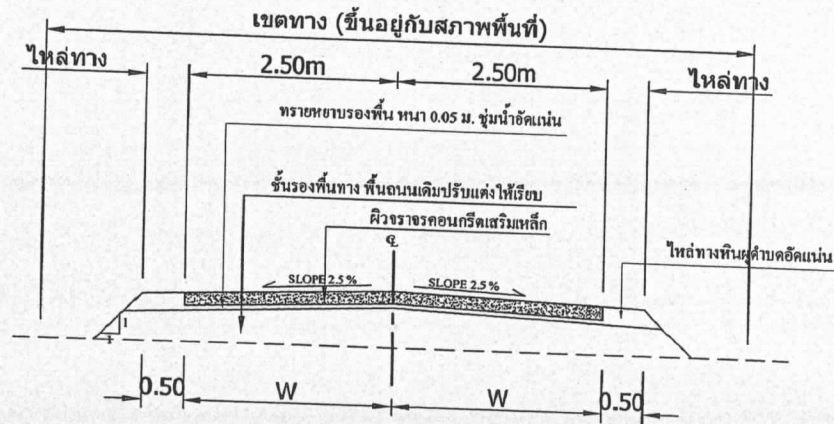 เขตทาง (ขึ้นอยู่กับสภาพพื้นที่)
ไหล่ทาง 2.50m 2.50m ไหล่ทาง
ทรายหยาบรองพื้น หนา 0.05 ม. ชุ่มน้ำอัดแน่น
ชั้นรองพื้นทาง พื้นถนนเดิมปรับแต่งให้เรียบ
ผิวจราจรคอนกรีตเสริมเหล็ก
ไหล่ทางหินผุดำบดอัดแน่น
SLOPE 2.5 % SLOPE 2.5 %
1
0.50 W W 0.50